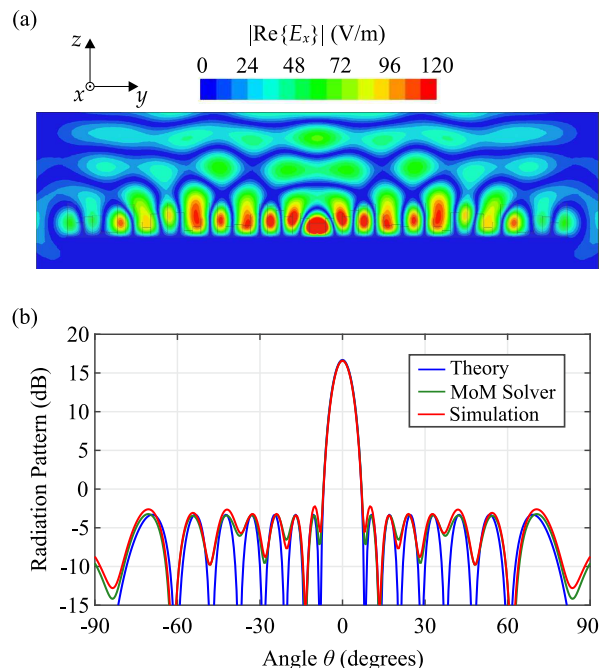 (a)
|Re{Eₓ}| (V/m)
z
x
y
0 24 48 72 96 120
(b)
Radiation Pattern (dB)
20
15
10
5
0
-5
-10
-15
Theory
MoM Solver
Simulation
-90 -60 -30 0 30 60 90
Angle θ (degrees)